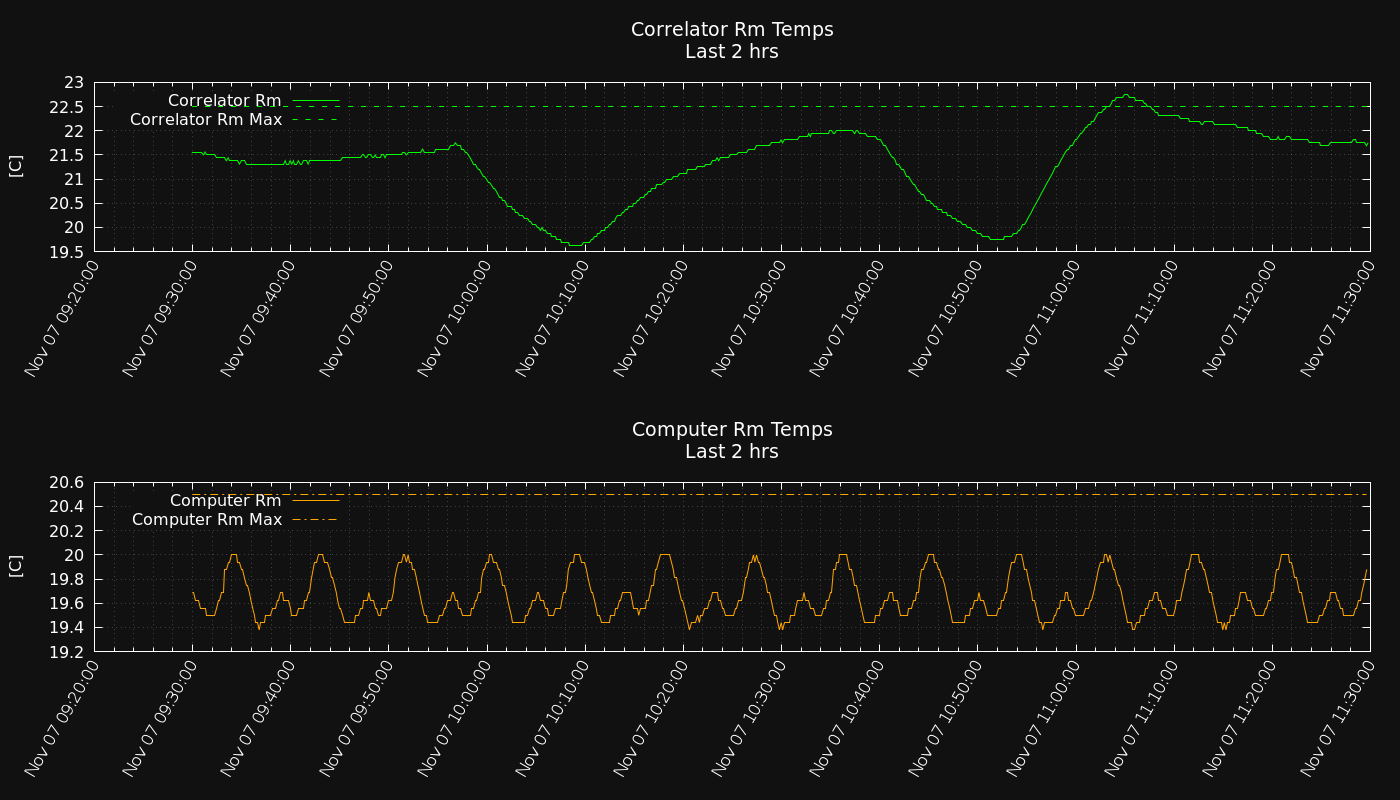 Correlator Rm Temps
Last 2 hrs
23
22.5
22
21.5
21
20.5
20
19.5
[C]
Correlator Rm
Correlator Rm Max
Nov 07 09:20:00
Nov 07 09:30:00
Nov 07 09:40:00
Nov 07 09:50:00
Nov 07 10:00:00
Nov 07 10:10:00
Nov 07 10:20:00
Nov 07 10:30:00
Nov 07 10:40:00
Nov 07 10:50:00
Nov 07 11:00:00
Nov 07 11:10:00
Nov 07 11:20:00
Nov 07 11:30:00
Computer Rm Temps
Last 2 hrs
20.6
20.4
20.2
20
19.8
19.6
19.4
19.2
[C]
Computer Rm
Computer Rm Max
Nov 07 09:20:00
Nov 07 09:30:00
Nov 07 09:40:00
Nov 07 09:50:00
Nov 07 10:00:00
Nov 07 10:10:00
Nov 07 10:20:00
Nov 07 10:30:00
Nov 07 10:40:00
Nov 07 10:50:00
Nov 07 11:00:00
Nov 07 11:10:00
Nov 07 11:20:00
Nov 07 11:30:00